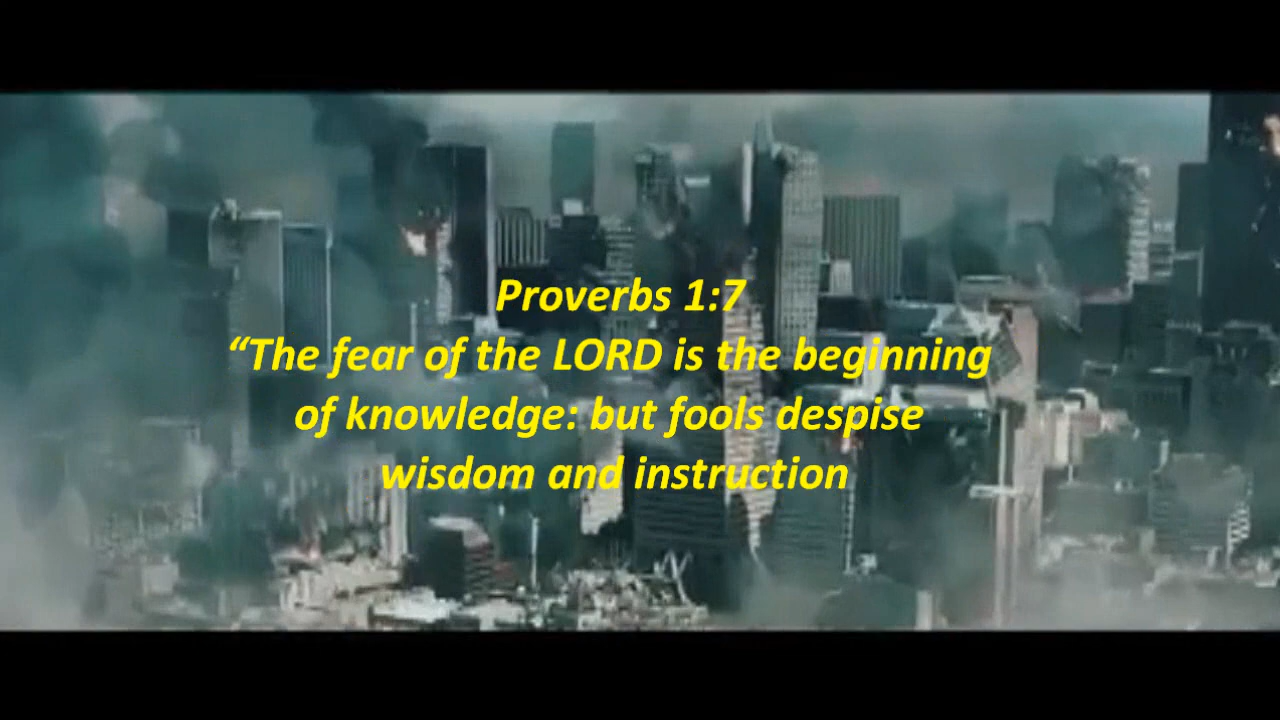 Proverbs 1:7
“The fear of the LORD is the beginning
of knowledge: but fools despise
wisdom and instruction